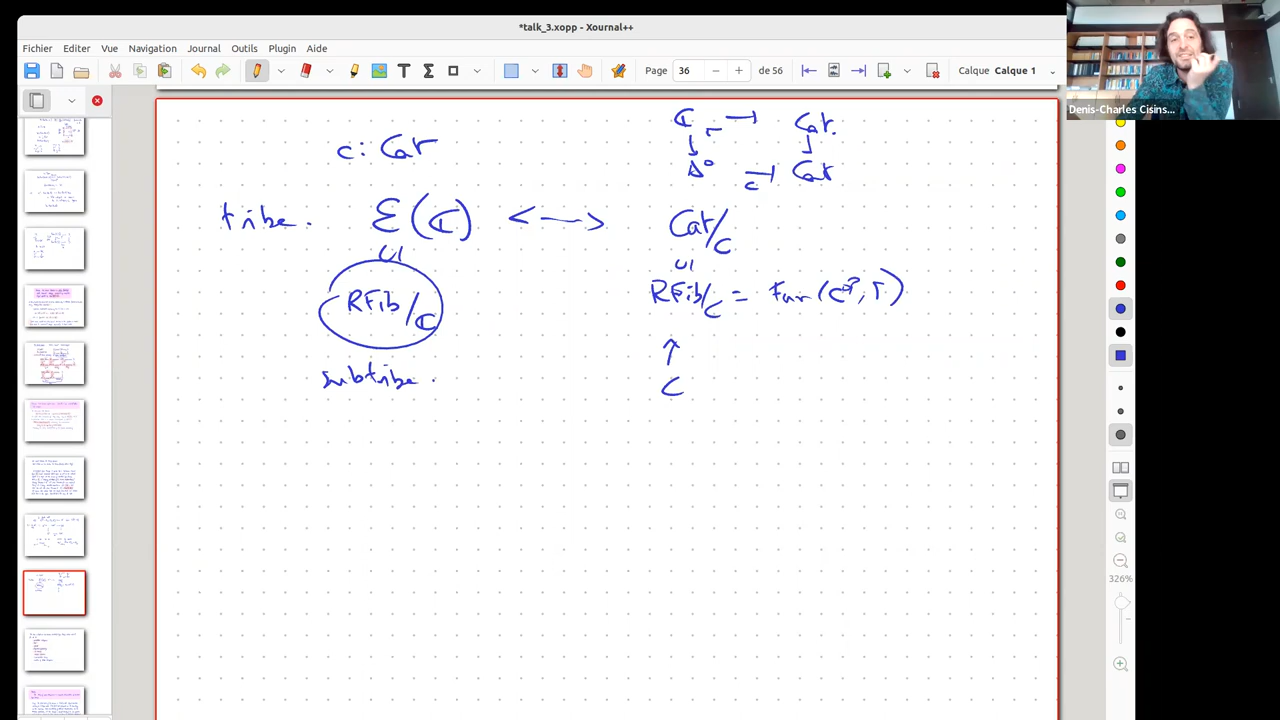 *talk_3.xopp - Xournal++
Fichier Editer Vue Navigation Journal Outils Plugin Aide
Page 36 de 56 Calque Calque 1
Denis-Charles Cisins...
ℂ → Cat.
c : Cat
↓ ↓
Δ⁰ → Cat
c
tribe. ℰ(ℂ) <—> Cat/C
∪| ∪|
RFib/ℂ RFib/C = Fun(C^op, Γ)
↑
subtribe. C
326%